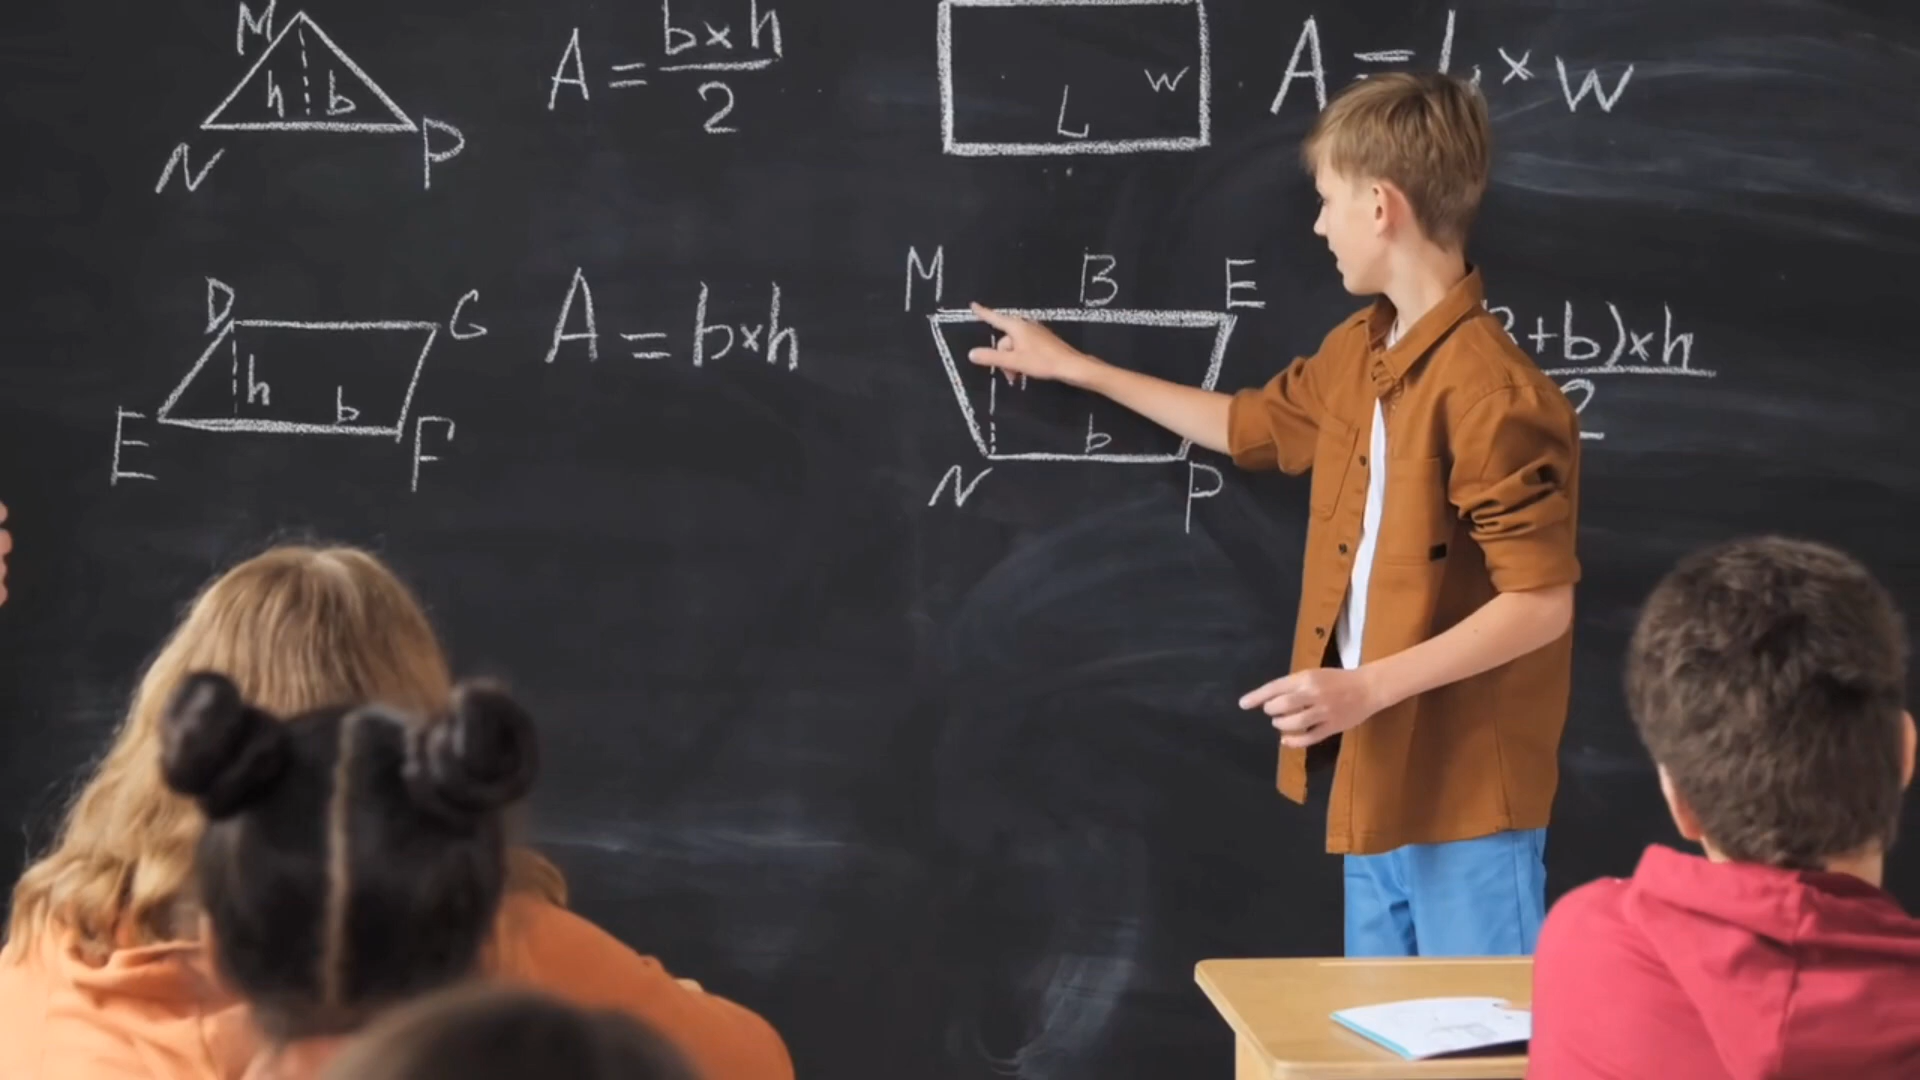 M
h b
N P
A = b×h
2
L w
A = L × w
D G
h b
E F
A = b×h
M B E
b
N P
+b)×h
2